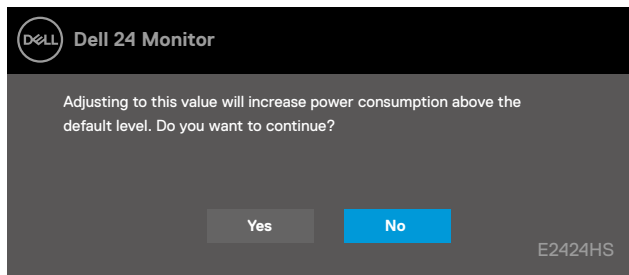 DELL Dell 24 Monitor
Adjusting to this value will increase power consumption above the
default level. Do you want to continue?
Yes No
E2424HS